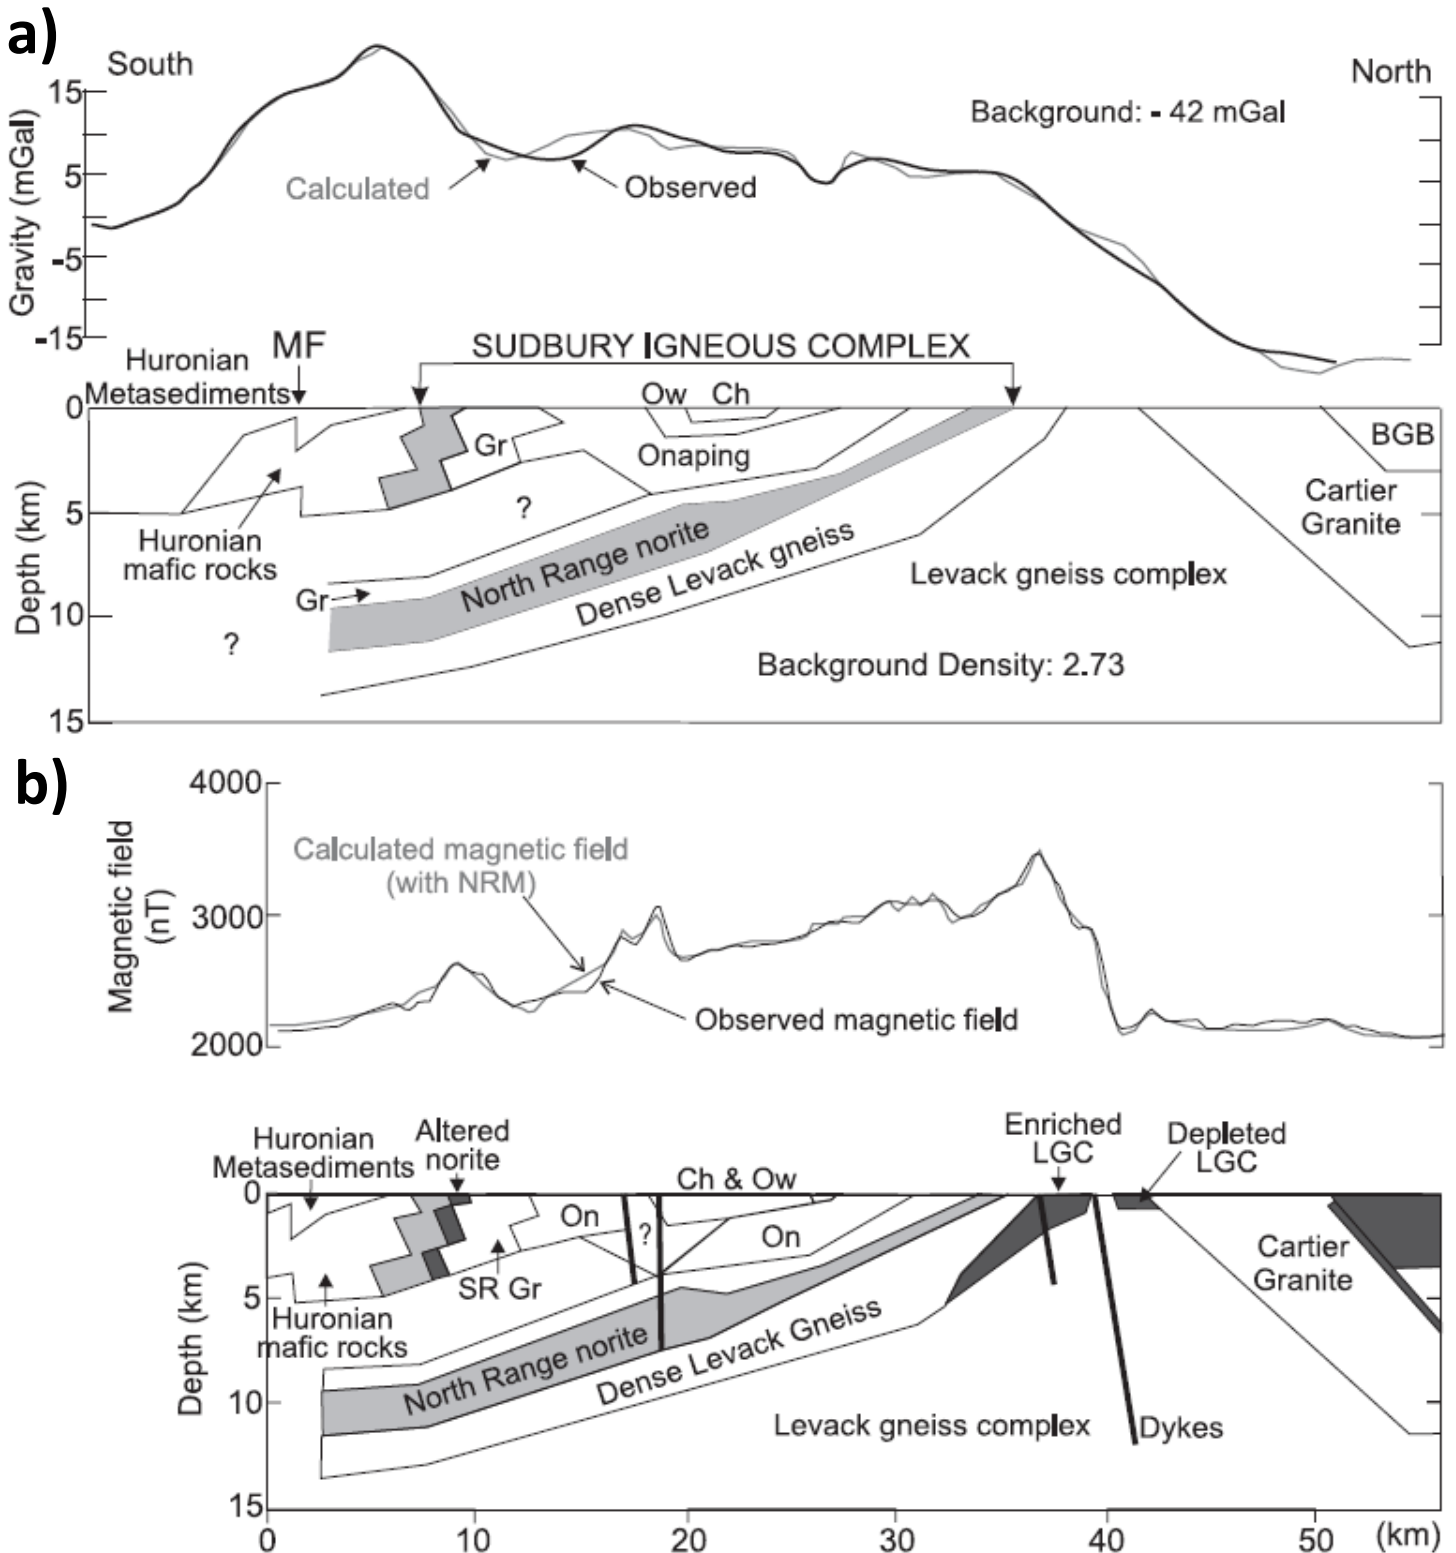 a)
South
North
15
5
-5
-15
Gravity (mGal)
Background: - 42 mGal
Calculated
Observed
Huronian
Metasediments
MF
SUDBURY IGNEOUS COMPLEX
Ow
Ch
0
5
10
15
Depth (km)
Gr
Onaping
BGB
?
Cartier
Granite
Huronian
mafic rocks
North Range norite
Dense Levack gneiss
Levack gneiss complex
Gr
?
Background Density: 2.73
b)
4000
3000
2000
Magnetic field
(nT)
Calculated magnetic field
(with NRM)
Observed magnetic field
Huronian
Metasediments
Altered
norite
Ch & Ow
Enriched
LGC
Depleted
LGC
0
5
10
15
Depth (km)
On
?
On
SR Gr
Cartier
Granite
Huronian
mafic rocks
North Range norite
Dense Levack Gneiss
Levack gneiss complex
Dykes
0
10
20
30
40
50
(km)